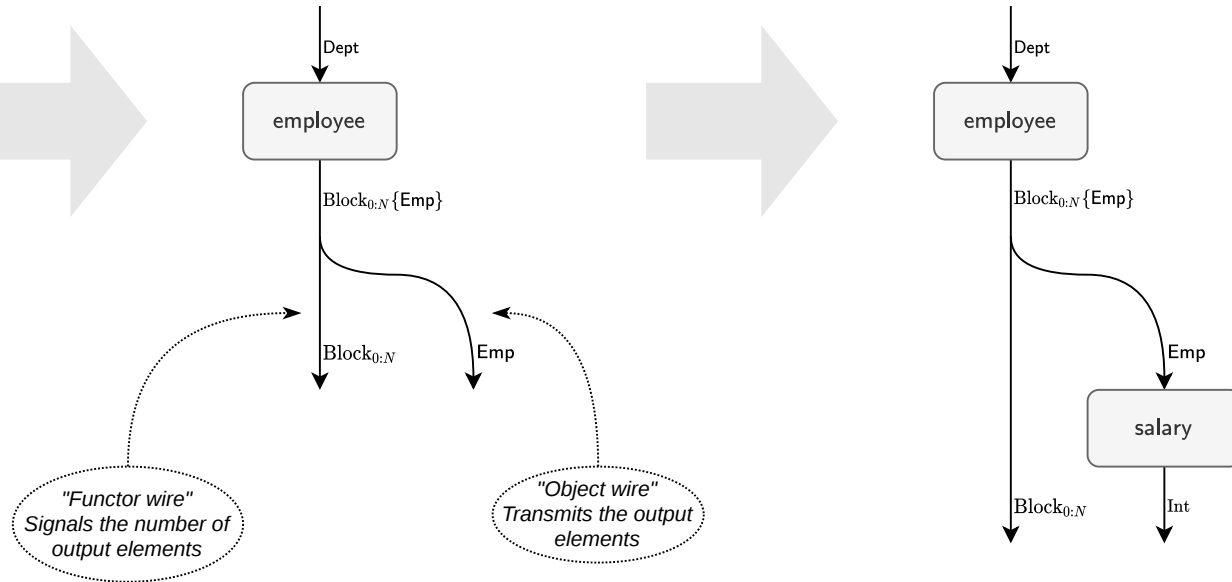 Dept
employee
Block0:N{Emp}
Block0:N
Emp
"Functor wire"
Signals the number of
output elements
"Object wire"
Transmits the output
elements
Dept
employee
Block0:N{Emp}
Emp
salary
Block0:N
Int